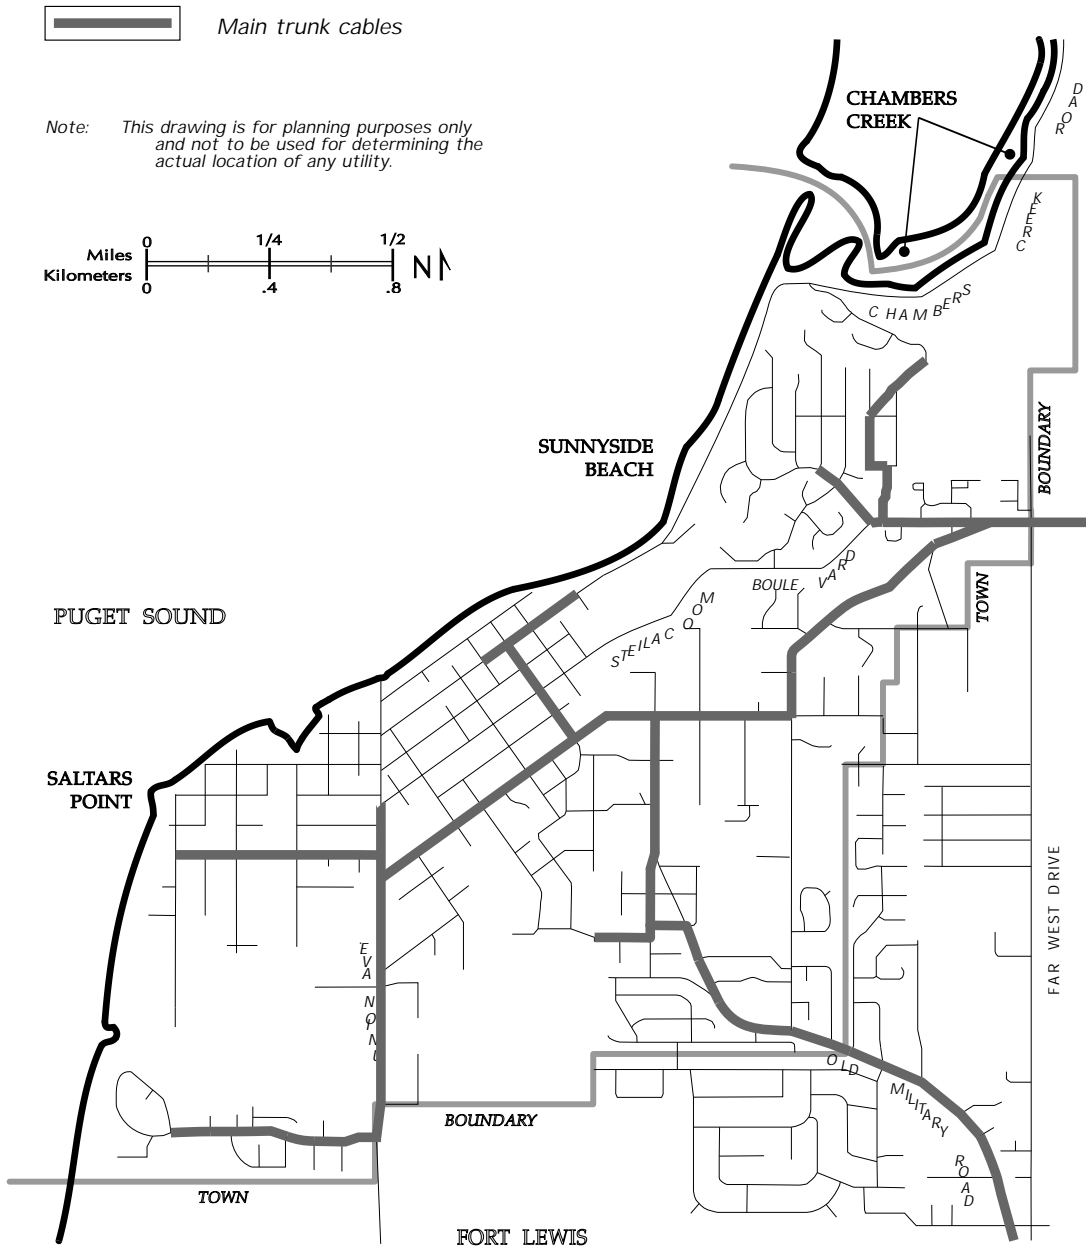 Main trunk cables
Note: This drawing is for planning purposes only
and not to be used for determining the
actual location of any utility.
0 1/4 1/2
Miles
Kilometers
0 .4 .8
N
CHAMBERS
CREEK
CHAMBERS CREEK ROAD
SUNNYSIDE
BEACH
BOUNDARY
TOWN
PUGET SOUND
STEILACOOM BOULEVARD
SALTARS
POINT
UNION AVE
FAR WEST DRIVE
OLD MILITARY ROAD
BOUNDARY
TOWN
FORT LEWIS